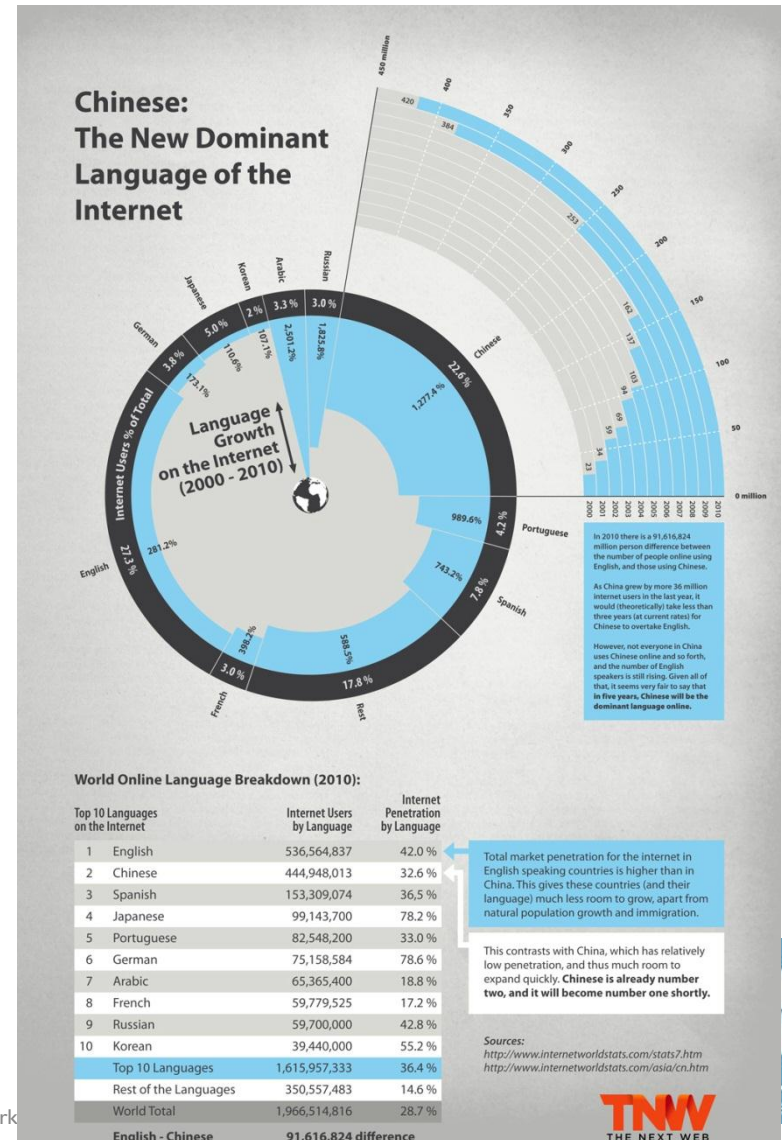 Chinese:
The New Dominant
Language of the
Internet
450 million
400
350
300
250
200
150
100
50
0 million
420
384
253
162
137
103
94
69
59
34
23
2000
2001
2002
2003
2004
2005
2006
2007
2008
2009
2010
Internet Users % of Total
Language
Growth
on the Internet
(2000 - 2010)
German
3.8 %
173.1%
Japanese
5.0 %
110.6%
Korean
2 %
107.1%
Arabic
3.3 %
2,501.2%
Russian
3.0 %
1,825.8%
Chinese
22.6 %
1,277.4 %
Portuguese
4.2 %
989.6%
Spanish
7.8 %
743.2%
Rest
17.8 %
588.5%
French
3.0 %
398.2%
English
27.3 %
281.2%
In 2010 there is a 91,616,824
million person difference between
the number of people online using
English, and those using Chinese.
As China grew by more 36 million
internet users in the last year, it
would (theoretically) take less than
three years (at current rates) for
Chinese to overtake English.
However, not everyone in China
uses Chinese online and so forth,
and the number of English
speakers is still rising. Given all of
that, it seems very fair to say that
in five years, Chinese will be the
dominant language online.
World Online Language Breakdown (2010):
Top 10 Languages
on the Internet
Internet Users
by Language
Internet
Penetration
by Language
1 English 536,564,837 42.0 %
2 Chinese 444,948,013 32.6 %
3 Spanish 153,309,074 36,5 %
4 Japanese 99,143,700 78.2 %
5 Portuguese 82,548,200 33.0 %
6 German 75,158,584 78.6 %
7 Arabic 65,365,400 18.8 %
8 French 59,779,525 17.2 %
9 Russian 59,700,000 42.8 %
10 Korean 39,440,000 55.2 %
Top 10 Languages 1,615,957,333 36.4 %
Rest of the Languages 350,557,483 14.6 %
World Total 1,966,514,816 28.7 %
English - Chinese 91,616,824 difference
Total market penetration for the internet in
English speaking countries is higher than in
China. This gives these countries (and their
language) much less room to grow, apart from
natural population growth and immigration.
This contrasts with China, which has relatively
low penetration, and thus much room to
expand quickly. Chinese is already number
two, and it will become number one shortly.
Sources:
http://www.internetworldstats.com/stats7.htm
http://www.internetworldstats.com/asia/cn.htm
TNW
THE NEXT WEB
rk